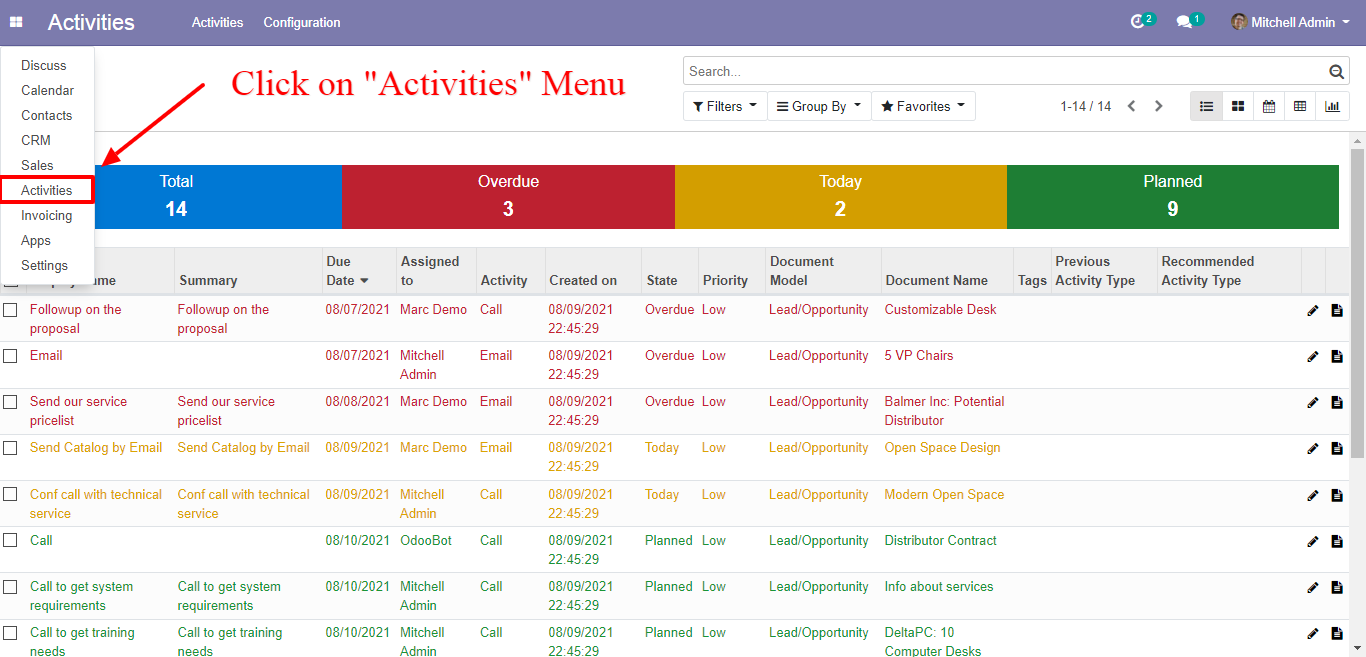 Activities Activities Configuration 2 1 Mitchell Admin
Discuss
Calendar
Contacts
CRM
Sales
Activities
Invoicing
Apps
Settings
Click on "Activities" Menu
Search...
Filters Group By Favorites 1-14 / 14
Total Overdue Today Planned
14 3 2 9
Due Assigned Document Previous Recommended
me Summary Date to Activity Created on State Priority Model Document Name Tags Activity Type Activity Type
Followup on the Followup on the 08/07/2021 Marc Demo Call 08/09/2021 Overdue Low Lead/Opportunity Customizable Desk
proposal proposal 22:45:29
Email 08/07/2021 Mitchell Email 08/09/2021 Overdue Low Lead/Opportunity 5 VP Chairs
Admin 22:45:29
Send our service Send our service 08/08/2021 Marc Demo Email 08/09/2021 Overdue Low Lead/Opportunity Balmer Inc: Potential
pricelist pricelist 22:45:29 Distributor
Send Catalog by Email Send Catalog by Email 08/09/2021 Marc Demo Email 08/09/2021 Today Low Lead/Opportunity Open Space Design
22:45:29
Conf call with technical Conf call with technical 08/09/2021 Mitchell Call 08/09/2021 Today Low Lead/Opportunity Modern Open Space
service service Admin 22:45:29
Call 08/10/2021 OdooBot Call 08/09/2021 Planned Low Lead/Opportunity Distributor Contract
22:45:29
Call to get system Call to get system 08/10/2021 Mitchell Call 08/09/2021 Planned Low Lead/Opportunity Info about services
requirements requirements Admin 22:45:29
Call to get training Call to get training 08/10/2021 Mitchell Call 08/09/2021 Planned Low Lead/Opportunity DeltaPC: 10
needs needs Admin 22:45:29 Computer Desks